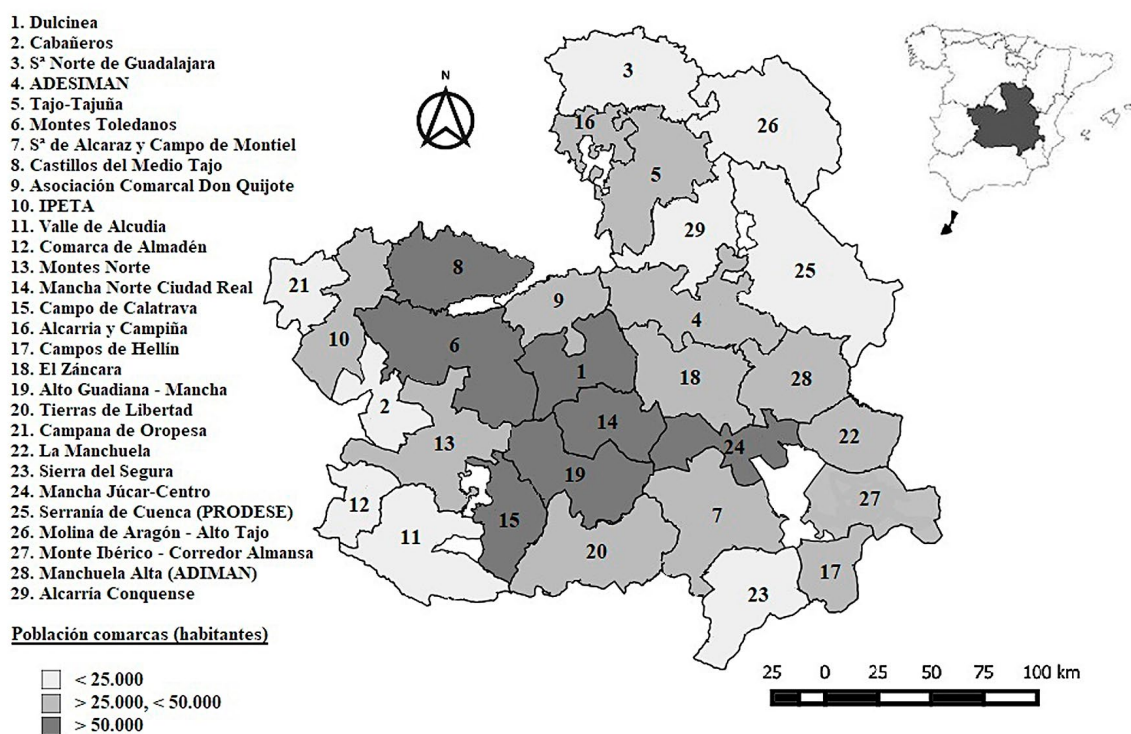 1. Dulcinea
2. Cabañeros
3. Sª Norte de Guadalajara
4. ADESIMAN
5. Tajo-Tajuña
6. Montes Toledanos
7. Sª de Alcaraz y Campo de Montiel
8. Castillos del Medio Tajo
9. Asociación Comarcal Don Quijote
10. IPETA
11. Valle de Alcudia
12. Comarca de Almadén
13. Montes Norte
14. Mancha Norte Ciudad Real
15. Campo de Calatrava
16. Alcarria y Campiña
17. Campos de Hellín
18. El Záncara
19. Alto Guadiana - Mancha
20. Tierras de Libertad
21. Campana de Oropesa
22. La Manchuela
23. Sierra del Segura
24. Mancha Júcar-Centro
25. Serranía de Cuenca (PRODESE)
26. Molina de Aragón - Alto Tajo
27. Monte Ibérico - Corredor Almansa
28. Manchuela Alta (ADIMAN)
29. Alcarría Conquense
Población comarcas (habitantes)
< 25.000
> 25.000, < 50.000
> 50.000
N
3
16
26
5
29
25
8
21
9
4
10
6
1
18
28
2
14
13
24
22
19
12
15
7
27
11
20
17
23
25 0 25 50 75 100 km